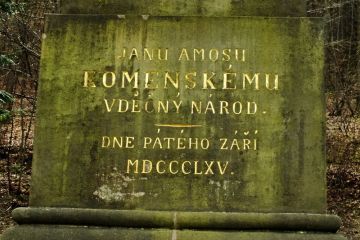 JANU AMOSU
KOMENSKÉMU
VDĚČNÝ NÁROD.
DNE PÁTÉHO ZÁŘÍ
MDCCCLXV.